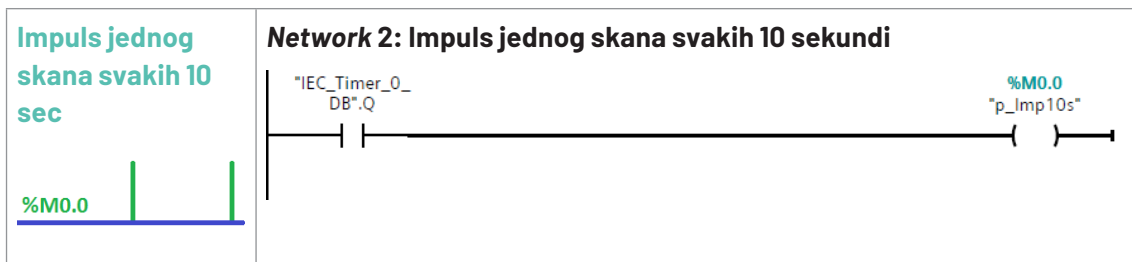 Impuls jednog
skana svakih 10
sec
%M0.0
Network 2: Impuls jednog skana svakih 10 sekundi
"IEC_Timer_0_
DB".Q
%M0.0
"p_Imp10s"